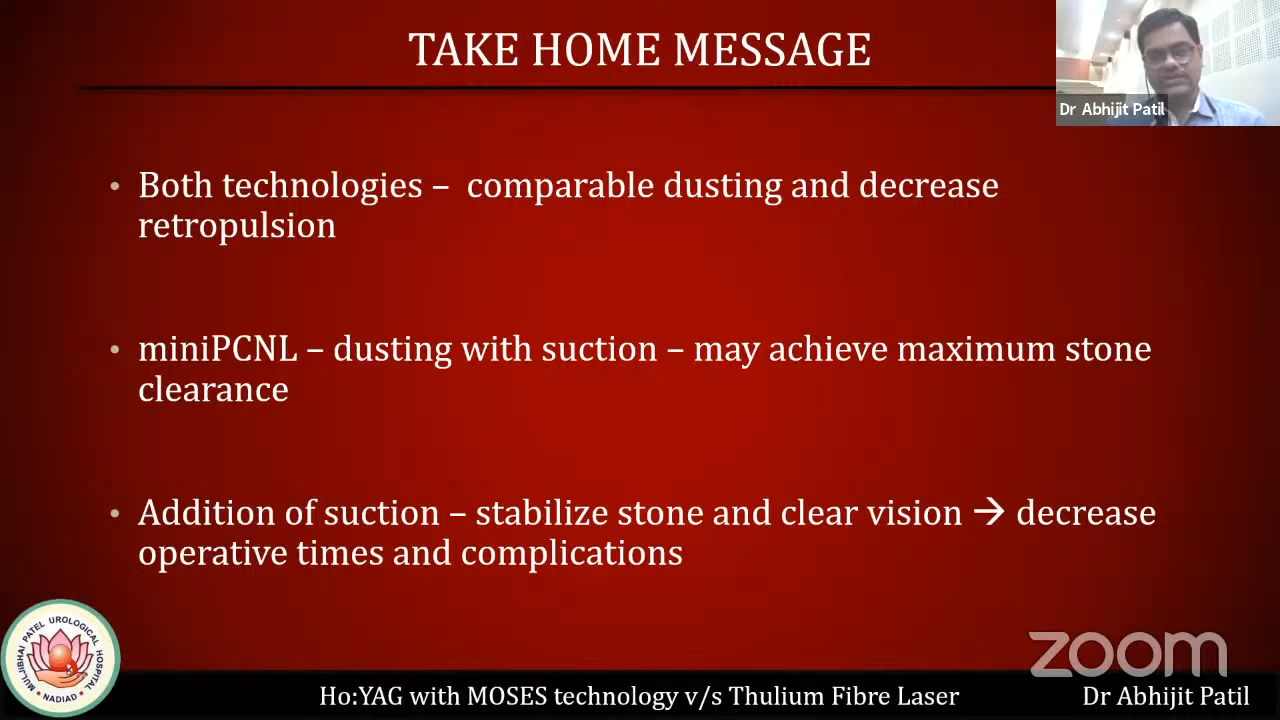 TAKE HOME MESSAGE
Dr Abhijit Patil
• Both technologies – comparable dusting and decrease
retropulsion
• miniPCNL – dusting with suction – may achieve maximum stone
clearance
• Addition of suction – stabilize stone and clear vision → decrease
operative times and complications
MULJIBHAI PATEL UROLOGICAL HOSPITAL
• NADIAD •
zoom
Ho:YAG with MOSES technology v/s Thulium Fibre Laser
Dr Abhijit Patil